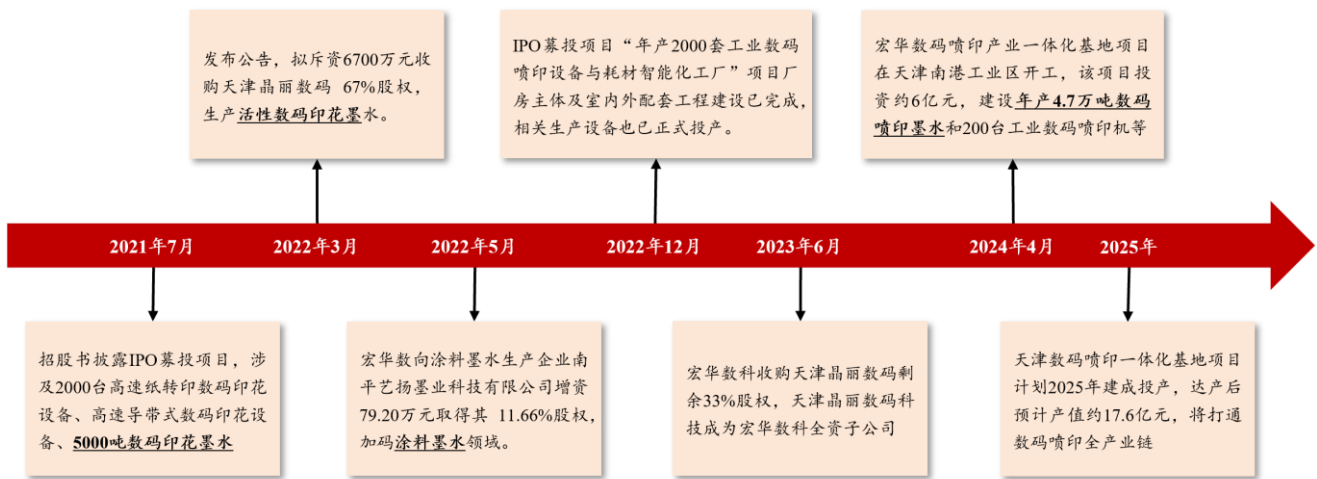 发布公告，拟斥资6700万元收
购天津晶丽数码 67%股权，
生产活性数码印花墨水。
IPO募投项目“年产2000套工业数码
喷印设备与耗材智能化工厂”项目厂
房主体及室内外配套工程建设已完成，
相关生产设备也已正式投产。
宏华数码喷印产业一体化基地项目
在天津南港工业区开工，该项目投
资约6亿元，建设年产4.7万吨数码
喷印墨水和200台工业数码喷印机等
2021年7月
2022年3月
2022年5月
2022年12月
2023年6月
2024年4月
2025年
招股书披露IPO募投项目，涉
及2000台高速纸转印数码印花
设备、高速导带式数码印花设
备、5000吨数码印花墨水
宏华数向涂料墨水生产企业南
平艺扬墨业科技有限公司增资
79.20万元取得其 11.66%股权，
加码涂料墨水领域。
宏华数科收购天津晶丽数码剩
余33%股权，天津晶丽数码科
技成为宏华数科全资子公司
天津数码喷印一体化基地项目
计划2025年建成投产，达产后
预计产值约17.6亿元，将打通
数码喷印全产业链